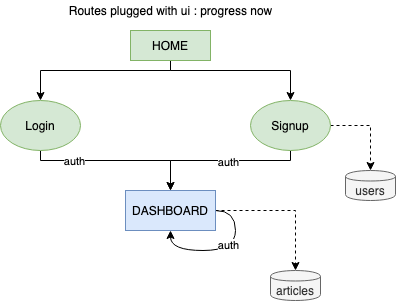 Routes plugged with ui : progress now
HOME
Login
Signup
auth
auth
users
DASHBOARD
auth
articles